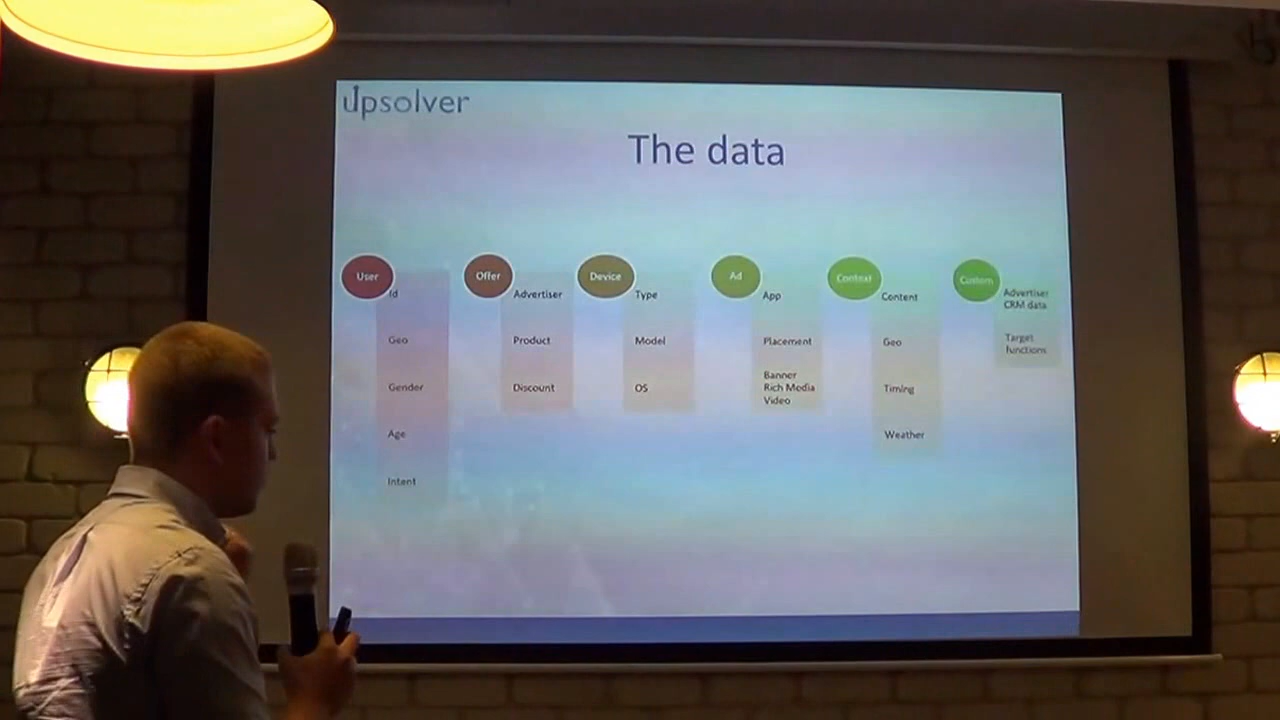 upsolver
The data
User
Id
Geo
Gender
Age
Intent
Offer
Advertiser
Product
Discount
Device
Type
Model
OS
Ad
App
Placement
Banner
Rich Media
Video
Context
Content
Geo
Timing
Weather
Custom
Advertiser
CRM data
Target
functions